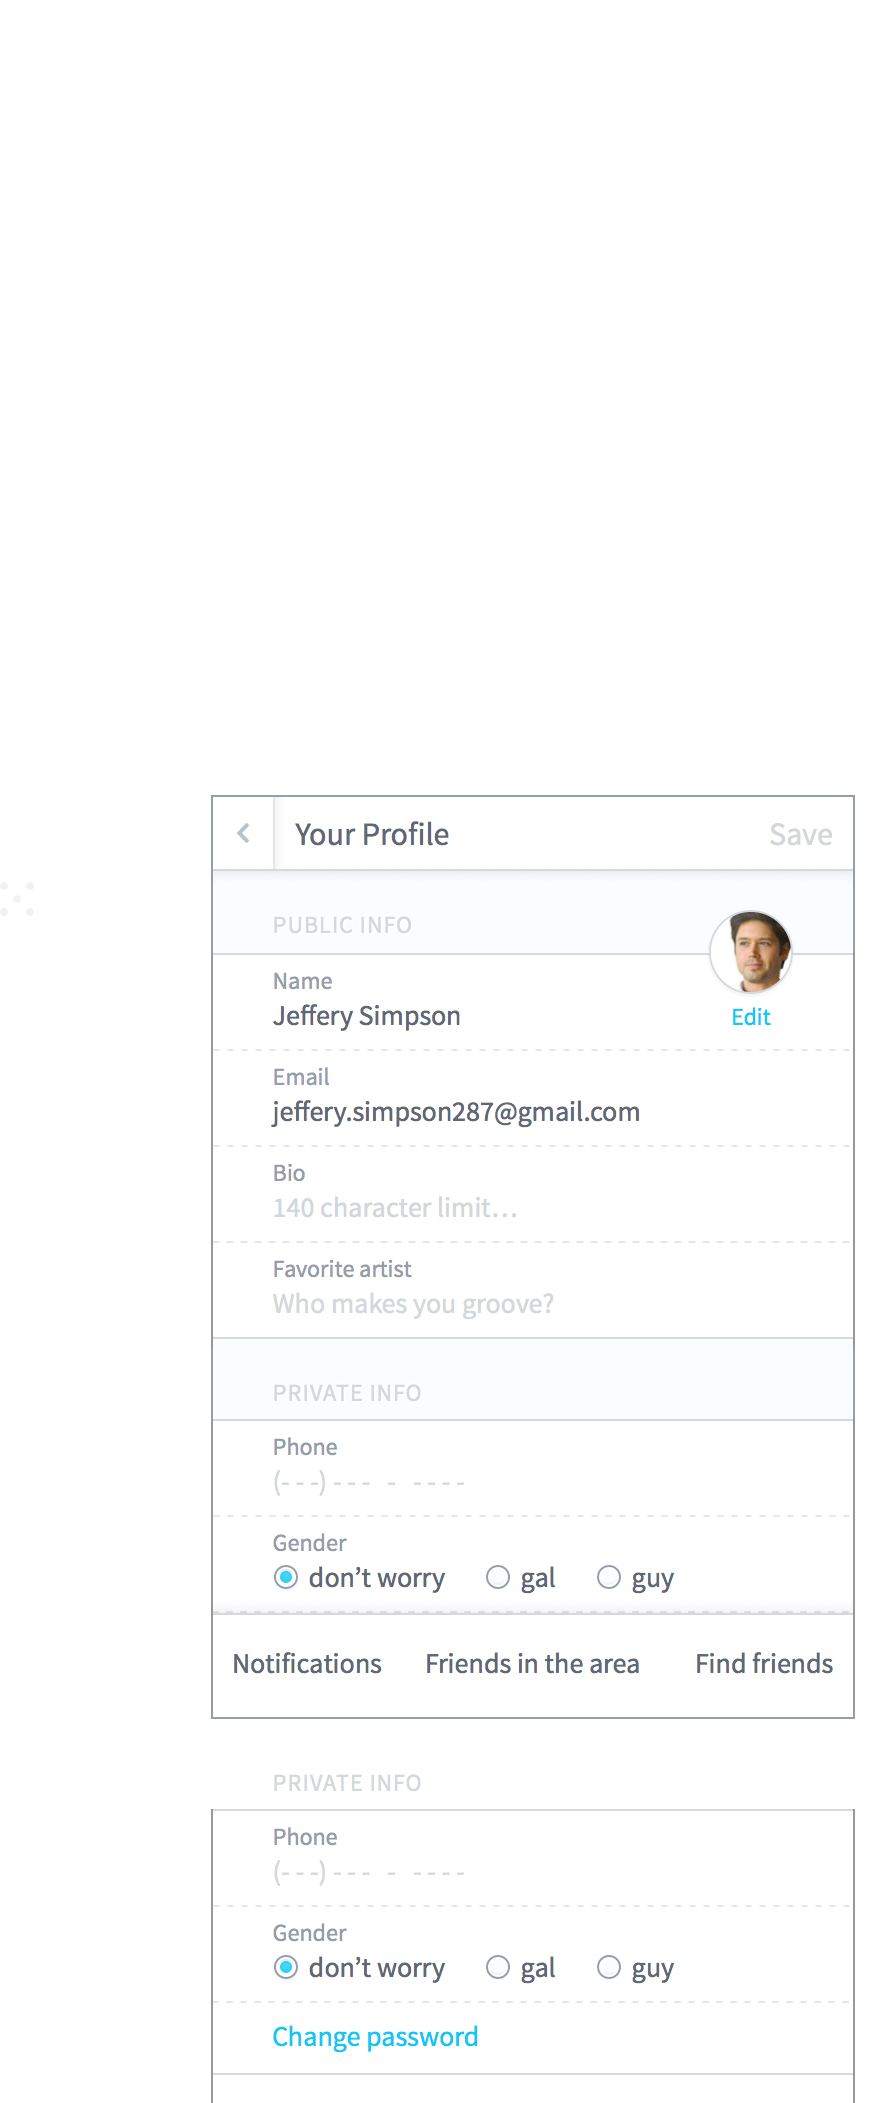 Your Profile
Save
PUBLIC INFO
Name
Jeffery Simpson
Edit
Email
jeffery.simpson287@gmail.com
Bio
140 character limit…
Favorite artist
Who makes you groove?
PRIVATE INFO
Phone
(---) --- - ----
Gender
don’t worry gal guy
Notifications Friends in the area Find friends
PRIVATE INFO
Phone
(---) --- - ----
Gender
don’t worry gal guy
Change password